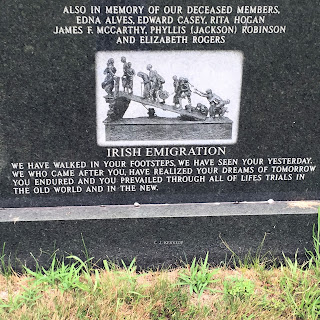 ALSO IN MEMORY OF OUR DECEASED MEMBERS,
EDNA ALVES, EDWARD CASEY, RITA HOGAN
JAMES F. MCCARTHY, PHYLLIS (JACKSON) ROBINSON
AND ELIZABETH ROGERS
IRISH EMIGRATION
WE HAVE WALKED IN YOUR FOOTSTEPS, WE HAVE SEEN YOUR YESTERDAY.
WE WHO CAME AFTER YOU, HAVE REALIZED YOUR DREAMS OF TOMORROW
YOU ENDURED AND YOU PREVAILED THROUGH ALL OF LIFES TRIALS IN
THE OLD WORLD AND IN THE NEW.